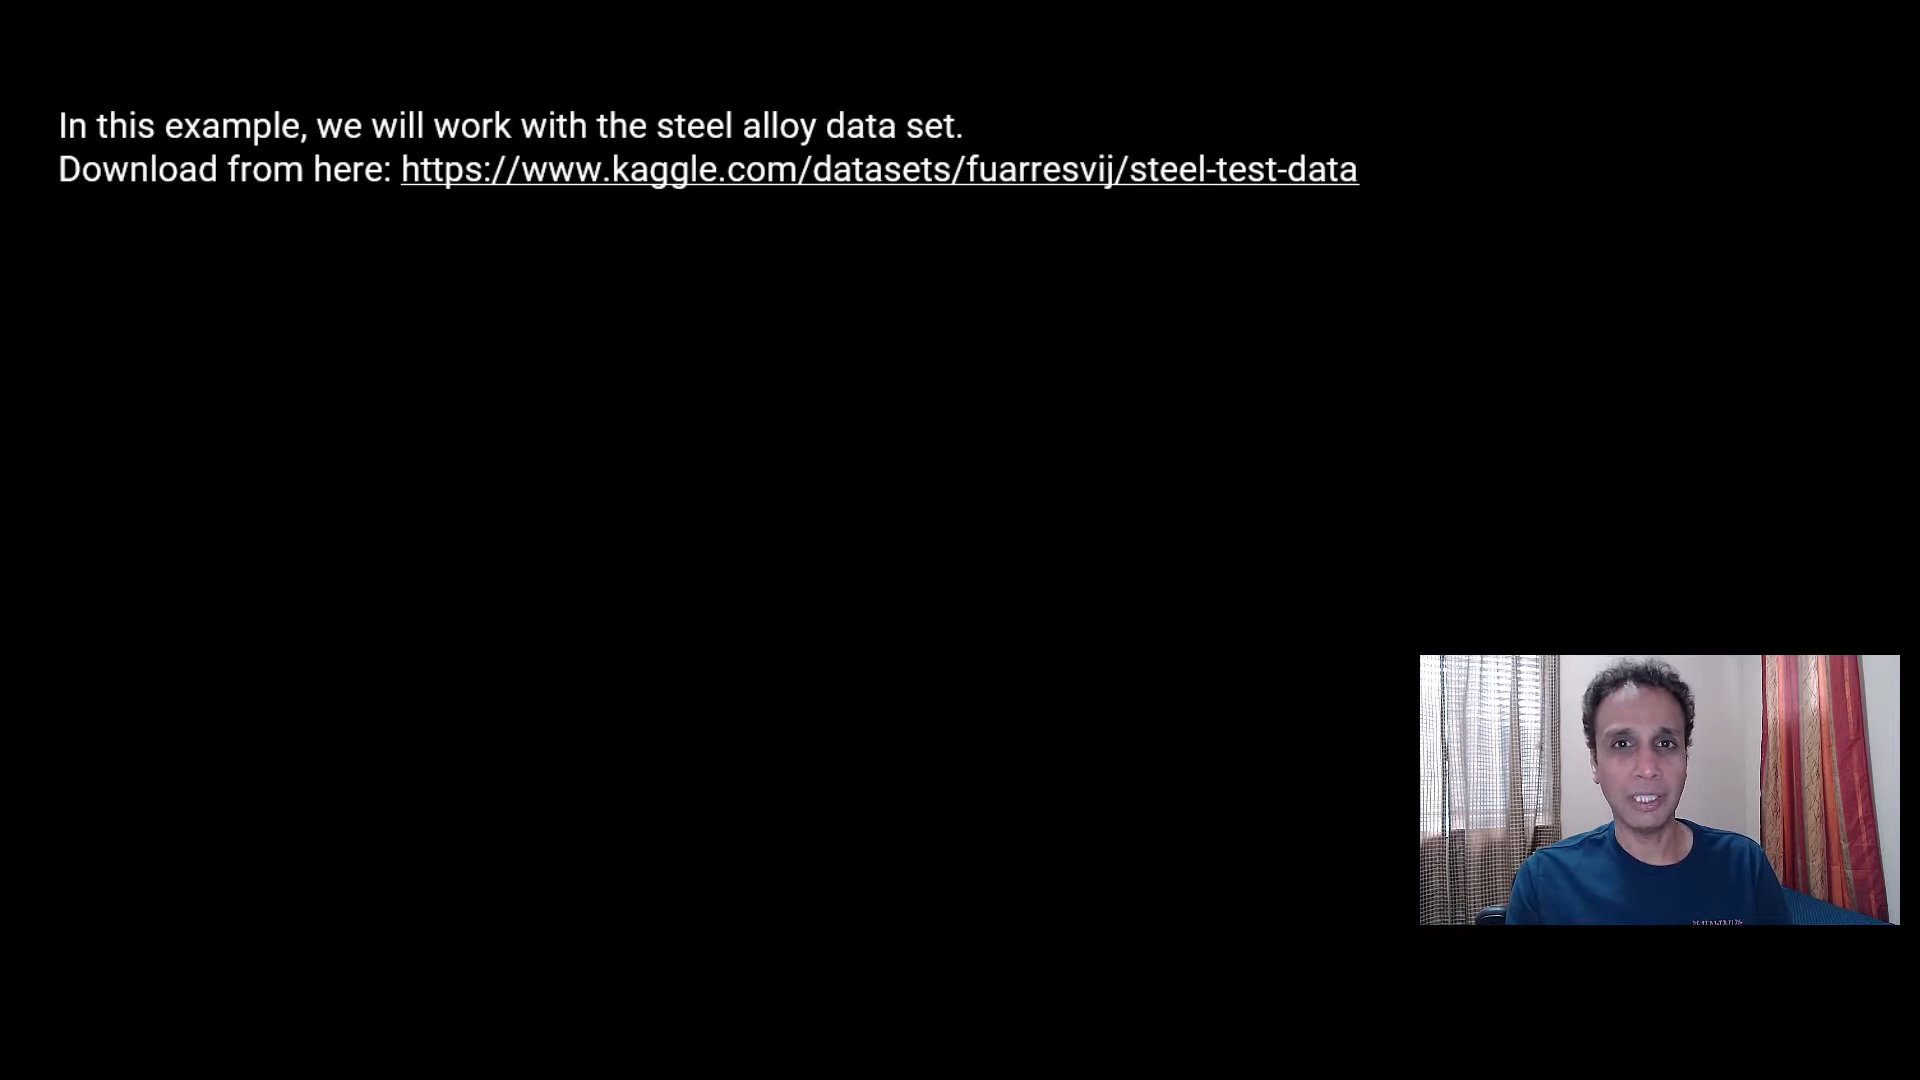 In this example, we will work with the steel alloy data set.
Download from here: https://www.kaggle.com/datasets/fuarresvij/steel-test-data